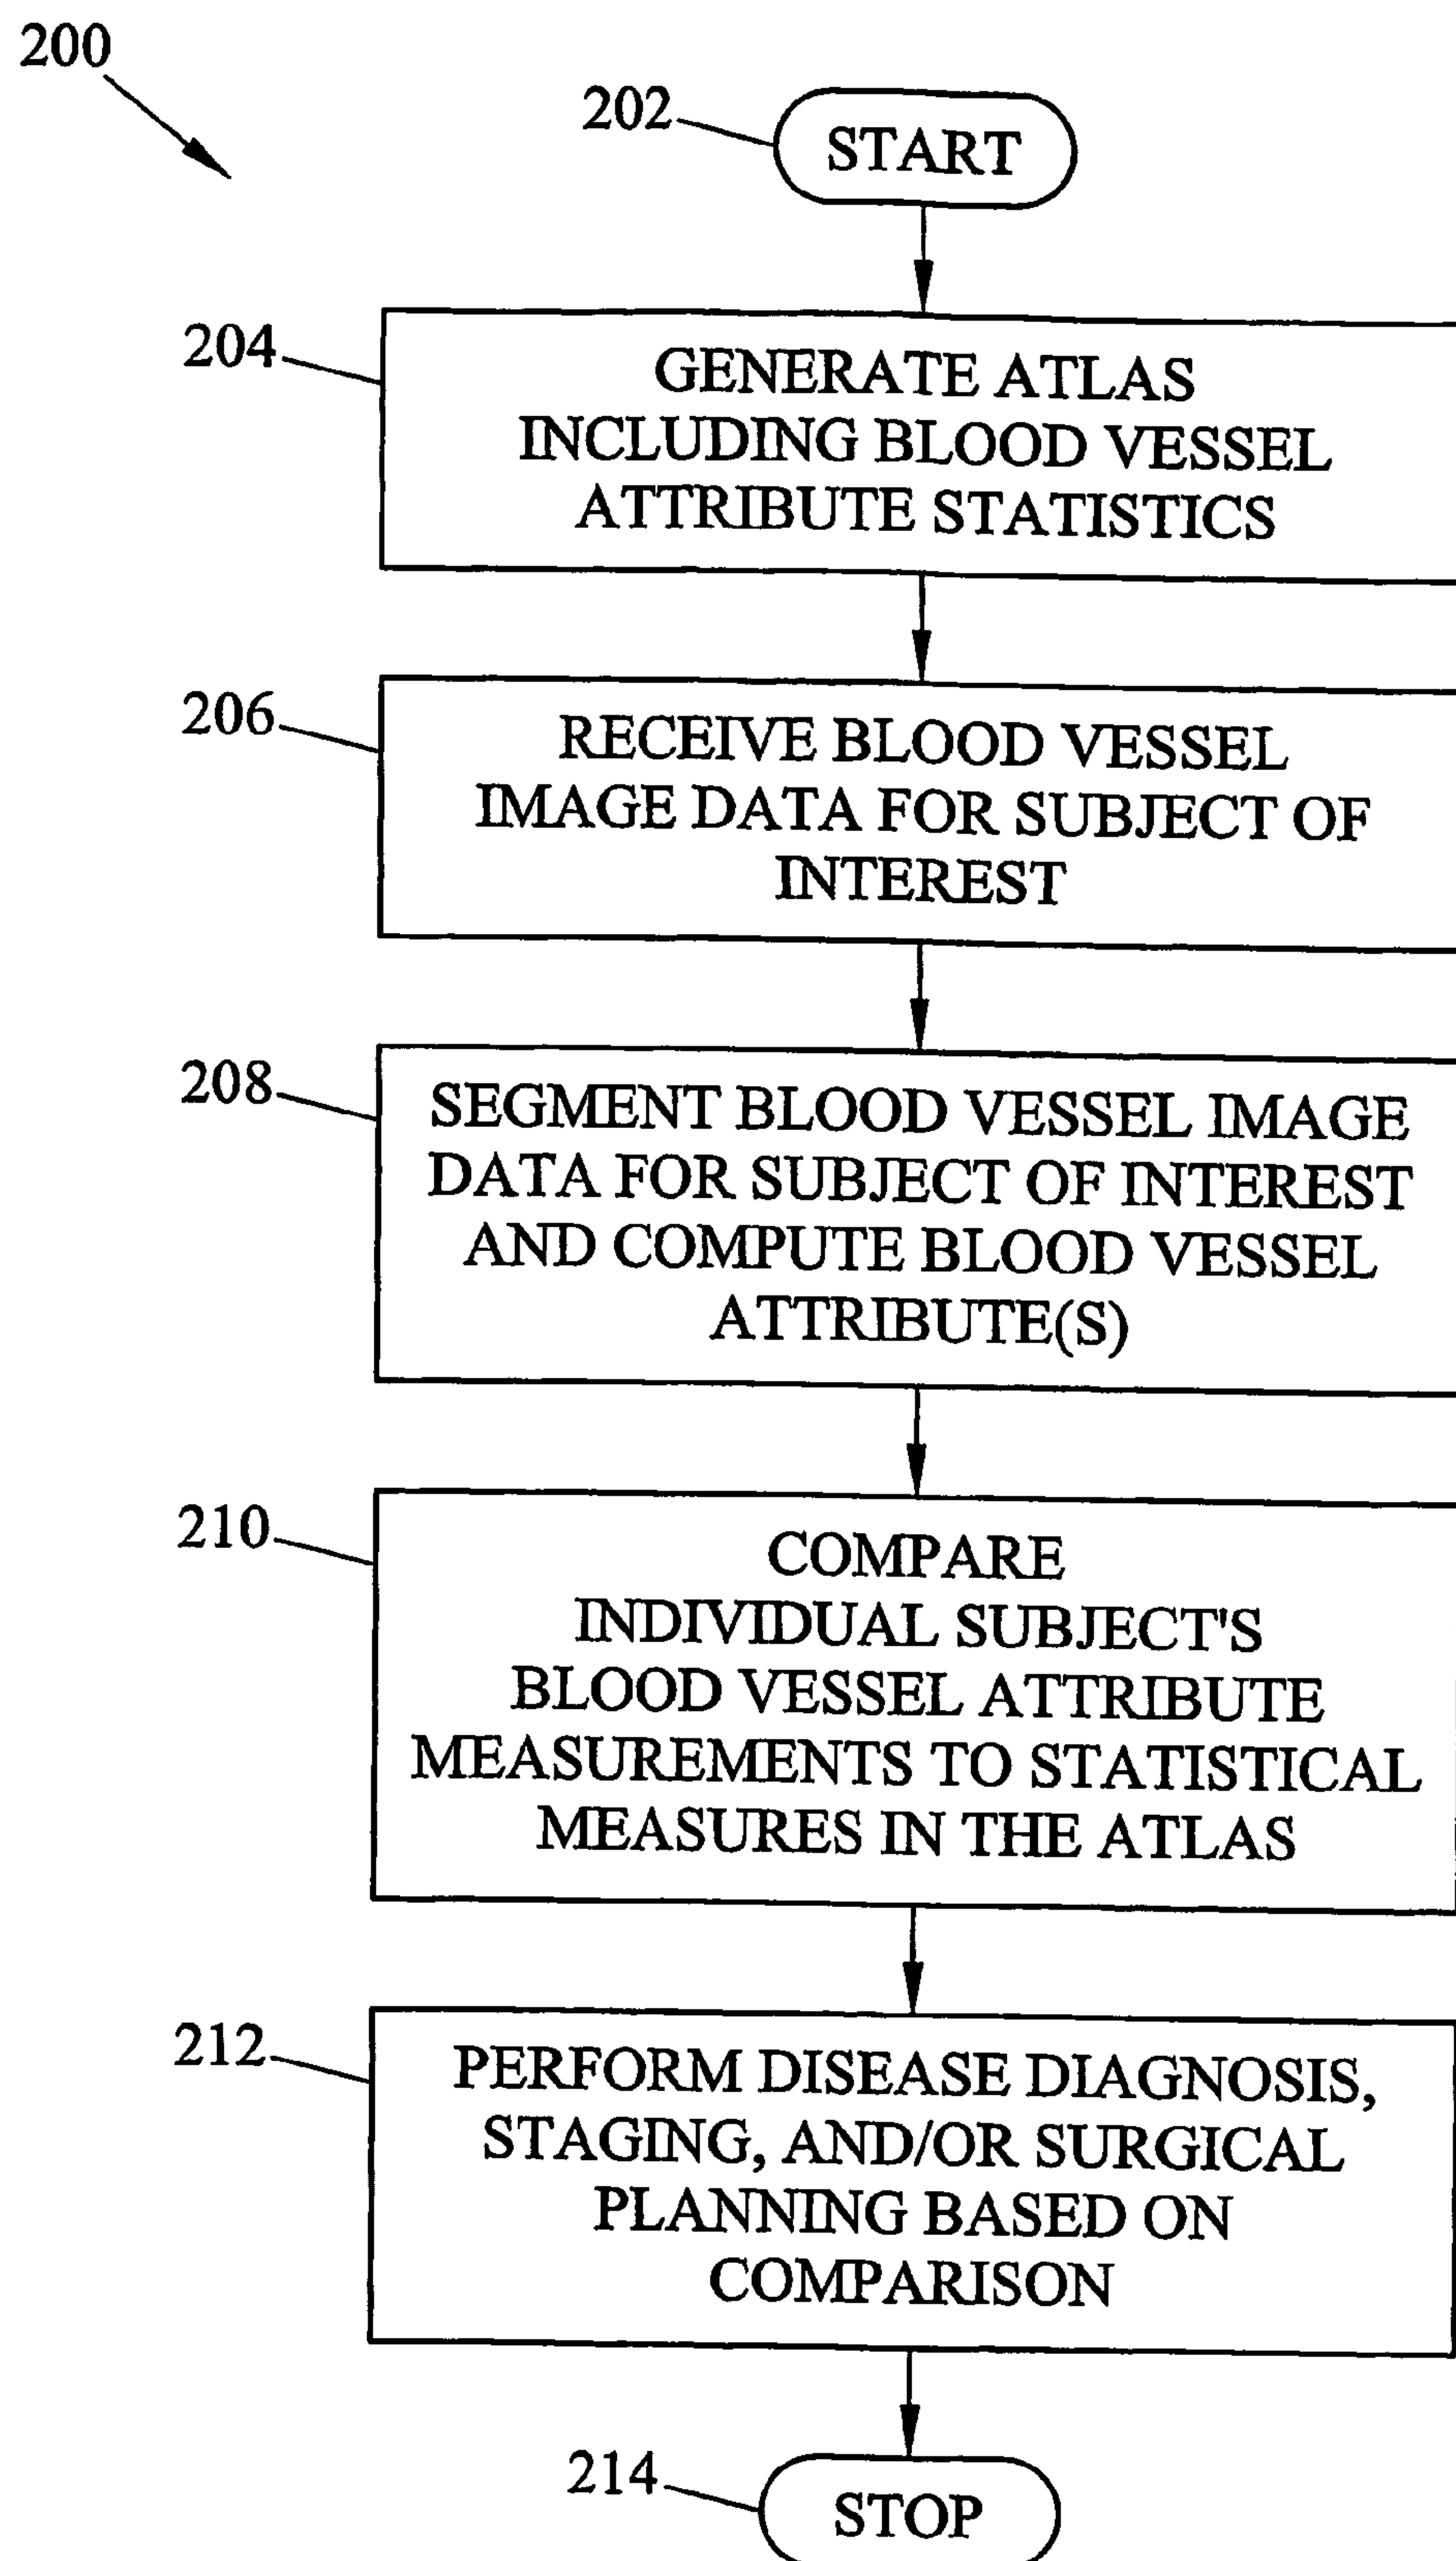 200
202
START
204
GENERATE ATLAS
INCLUDING BLOOD VESSEL
ATTRIBUTE STATISTICS
206
RECEIVE BLOOD VESSEL
IMAGE DATA FOR SUBJECT OF
INTEREST
208
SEGMENT BLOOD VESSEL IMAGE
DATA FOR SUBJECT OF INTEREST
AND COMPUTE BLOOD VESSEL
ATTRIBUTE(S)
210
COMPARE
INDIVIDUAL SUBJECT'S
BLOOD VESSEL ATTRIBUTE
MEASUREMENTS TO STATISTICAL
MEASURES IN THE ATLAS
212
PERFORM DISEASE DIAGNOSIS,
STAGING, AND/OR SURGICAL
PLANNING BASED ON
COMPARISON
214
STOP